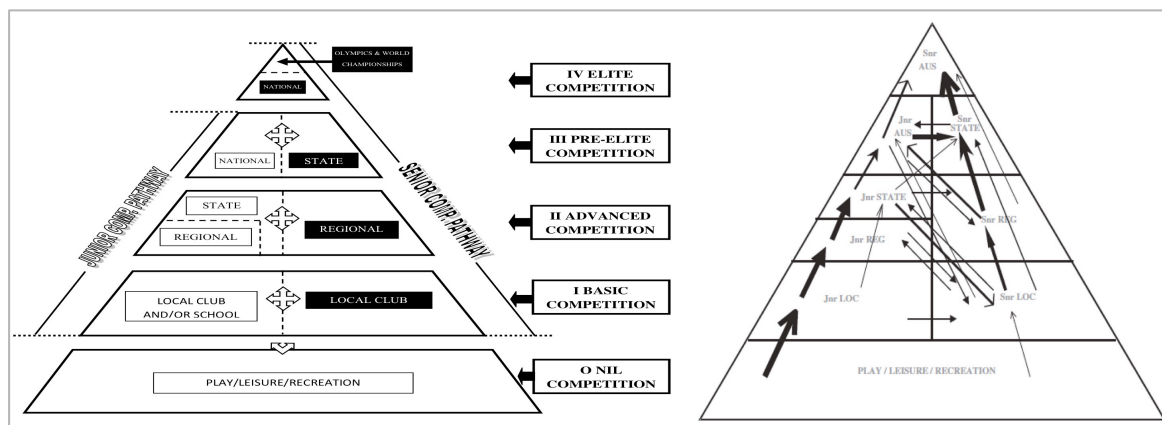 OLYMPICS & WORLD
CHAMPIONSHIPS
NATIONAL
IV ELITE
COMPETITION
NATIONAL
STATE
III PRE-ELITE
COMPETITION
JUNIOR COMP. PATHWAY
SENIOR COMP. PATHWAY
STATE
REGIONAL
REGIONAL
II ADVANCED
COMPETITION
LOCAL CLUB
AND/OR SCHOOL
LOCAL CLUB
I BASIC
COMPETITION
PLAY/LEISURE/RECREATION
O NIL
COMPETITION
Snr
AUS
Jnr
AUS
Snr
STATE
Jnr STATE
Snr REG
Jnr REG
Jnr LOC
Snr LOC
PLAY / LEISURE / RECREATION